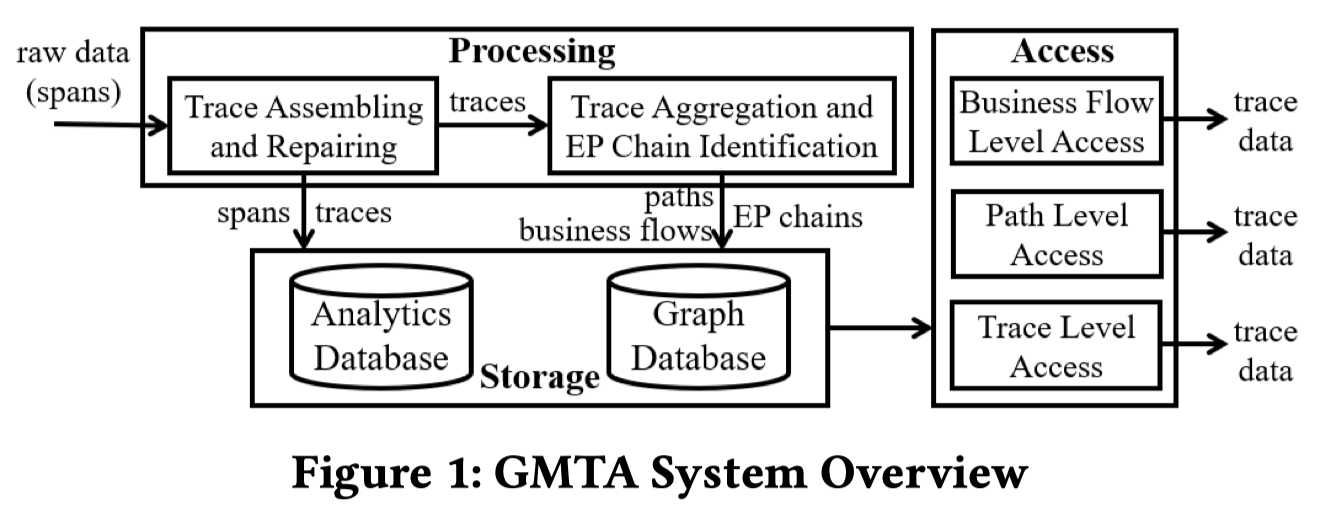 raw data
(spans)
Processing
Trace Assembling
and Repairing
traces
Trace Aggregation and
EP Chain Identification
spans
traces
paths
business flows
EP chains
Analytics
Database
Graph
Database
Storage
Access
Business Flow
Level Access
trace
data
Path Level
Access
trace
data
Trace Level
Access
trace
data
Figure 1: GMTA System Overview